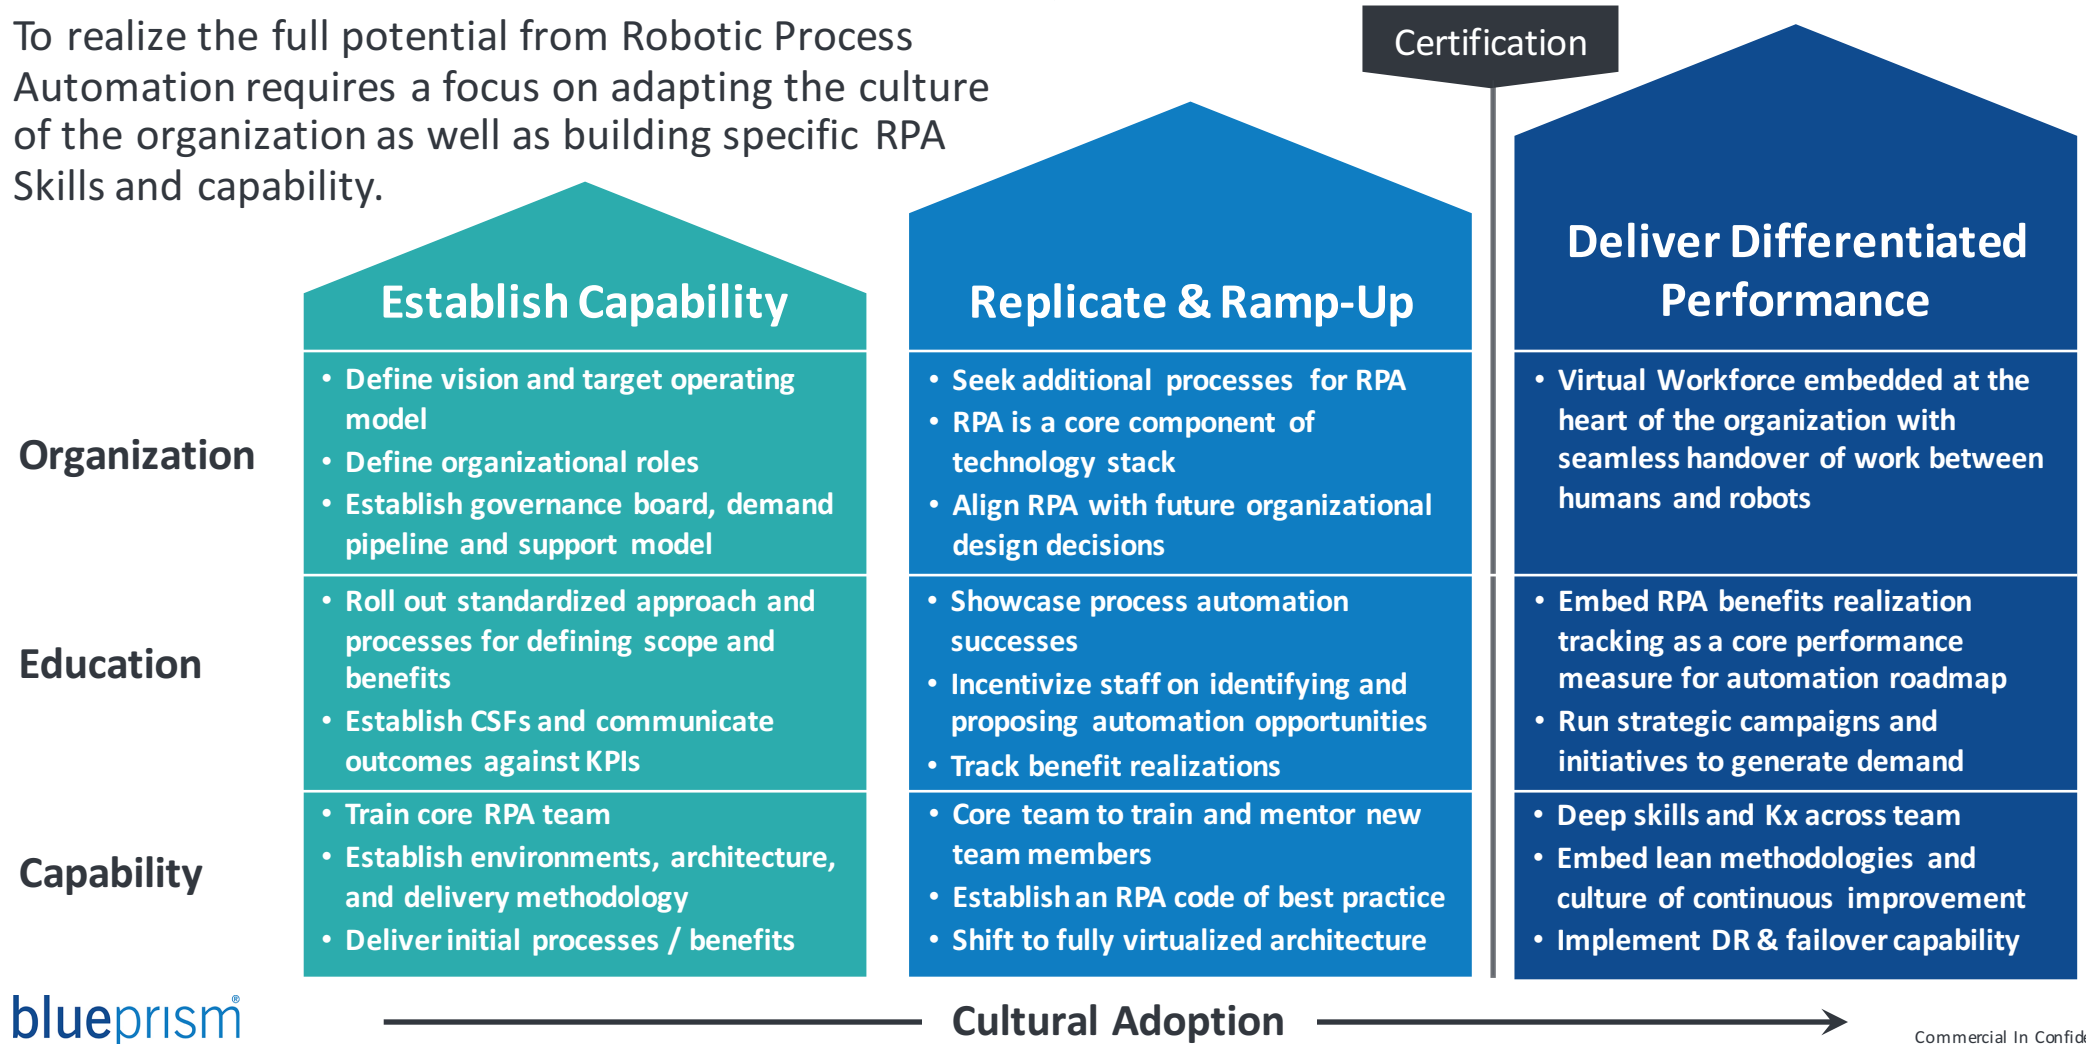 To realize the full potential from Robotic Process
Automation requires a focus on adapting the culture
of the organization as well as building specific RPA
Skills and capability.
Certification
Establish Capability
Replicate & Ramp-Up
Deliver Differentiated
Performance
Organization
• Define vision and target operating
model
• Define organizational roles
• Establish governance board, demand
pipeline and support model
• Seek additional processes for RPA
• RPA is a core component of
technology stack
• Align RPA with future organizational
design decisions
• Virtual Workforce embedded at the
heart of the organization with
seamless handover of work between
humans and robots
Education
• Roll out standardized approach and
processes for defining scope and
benefits
• Establish CSFs and communicate
outcomes against KPIs
• Showcase process automation
successes
• Incentivize staff on identifying and
proposing automation opportunities
• Track benefit realizations
• Embed RPA benefits realization
tracking as a core performance
measure for automation roadmap
• Run strategic campaigns and
initiatives to generate demand
Capability
• Train core RPA team
• Establish environments, architecture,
and delivery methodology
• Deliver initial processes / benefits
• Core team to train and mentor new
team members
• Establish an RPA code of best practice
• Shift to fully virtualized architecture
• Deep skills and Kx across team
• Embed lean methodologies and
culture of continuous improvement
• Implement DR & failover capability
blueprism®
Cultural Adoption
Commercial In